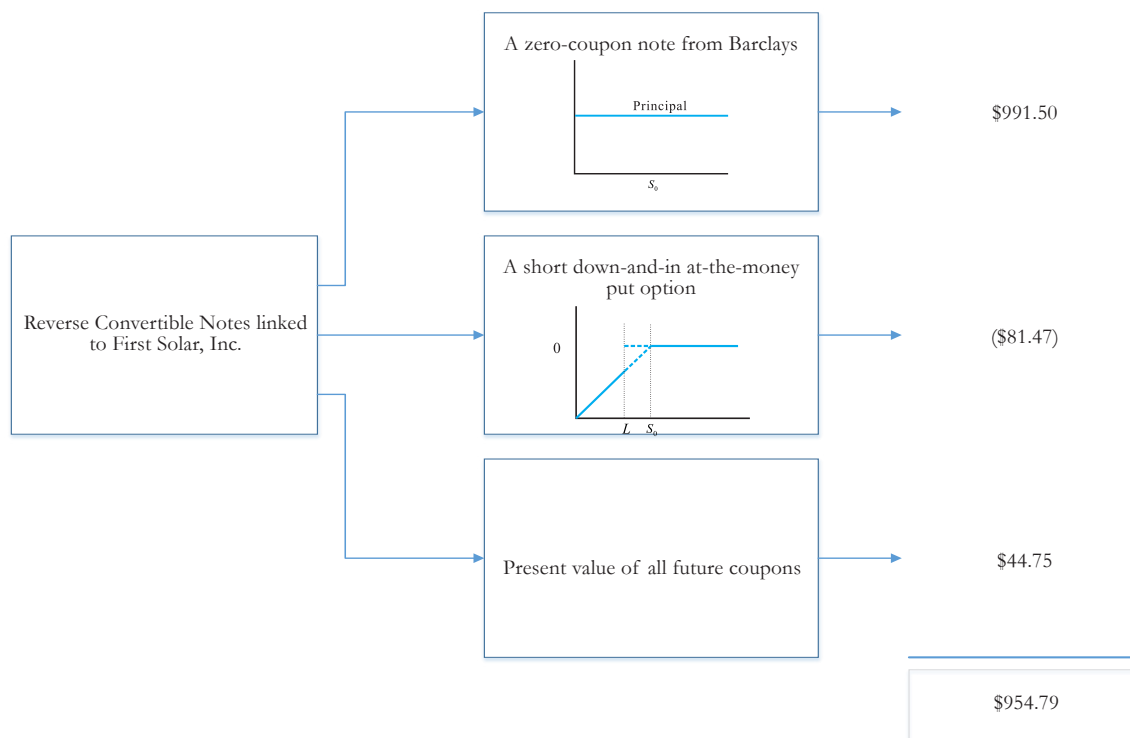 A zero-coupon note from Barclays
Principal
S₀
$991.50
Reverse Convertible Notes linked
to First Solar, Inc.
A short down-and-in at-the-money
put option
0
L S₀
($81.47)
Present value of all future coupons
$44.75
$954.79